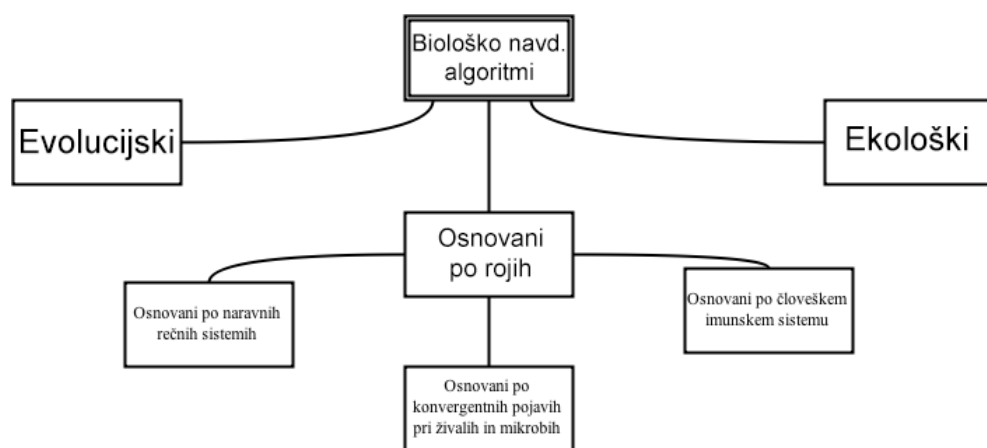 Biološko navd.
algoritmi
Evolucijski
Ekološki
Osnovani
po rojih
Osnovani po naravnih
rečnih sistemih
Osnovani po človeškem
imunskem sistemu
Osnovani po
konvergentnih pojavih
pri živalih in mikrobih